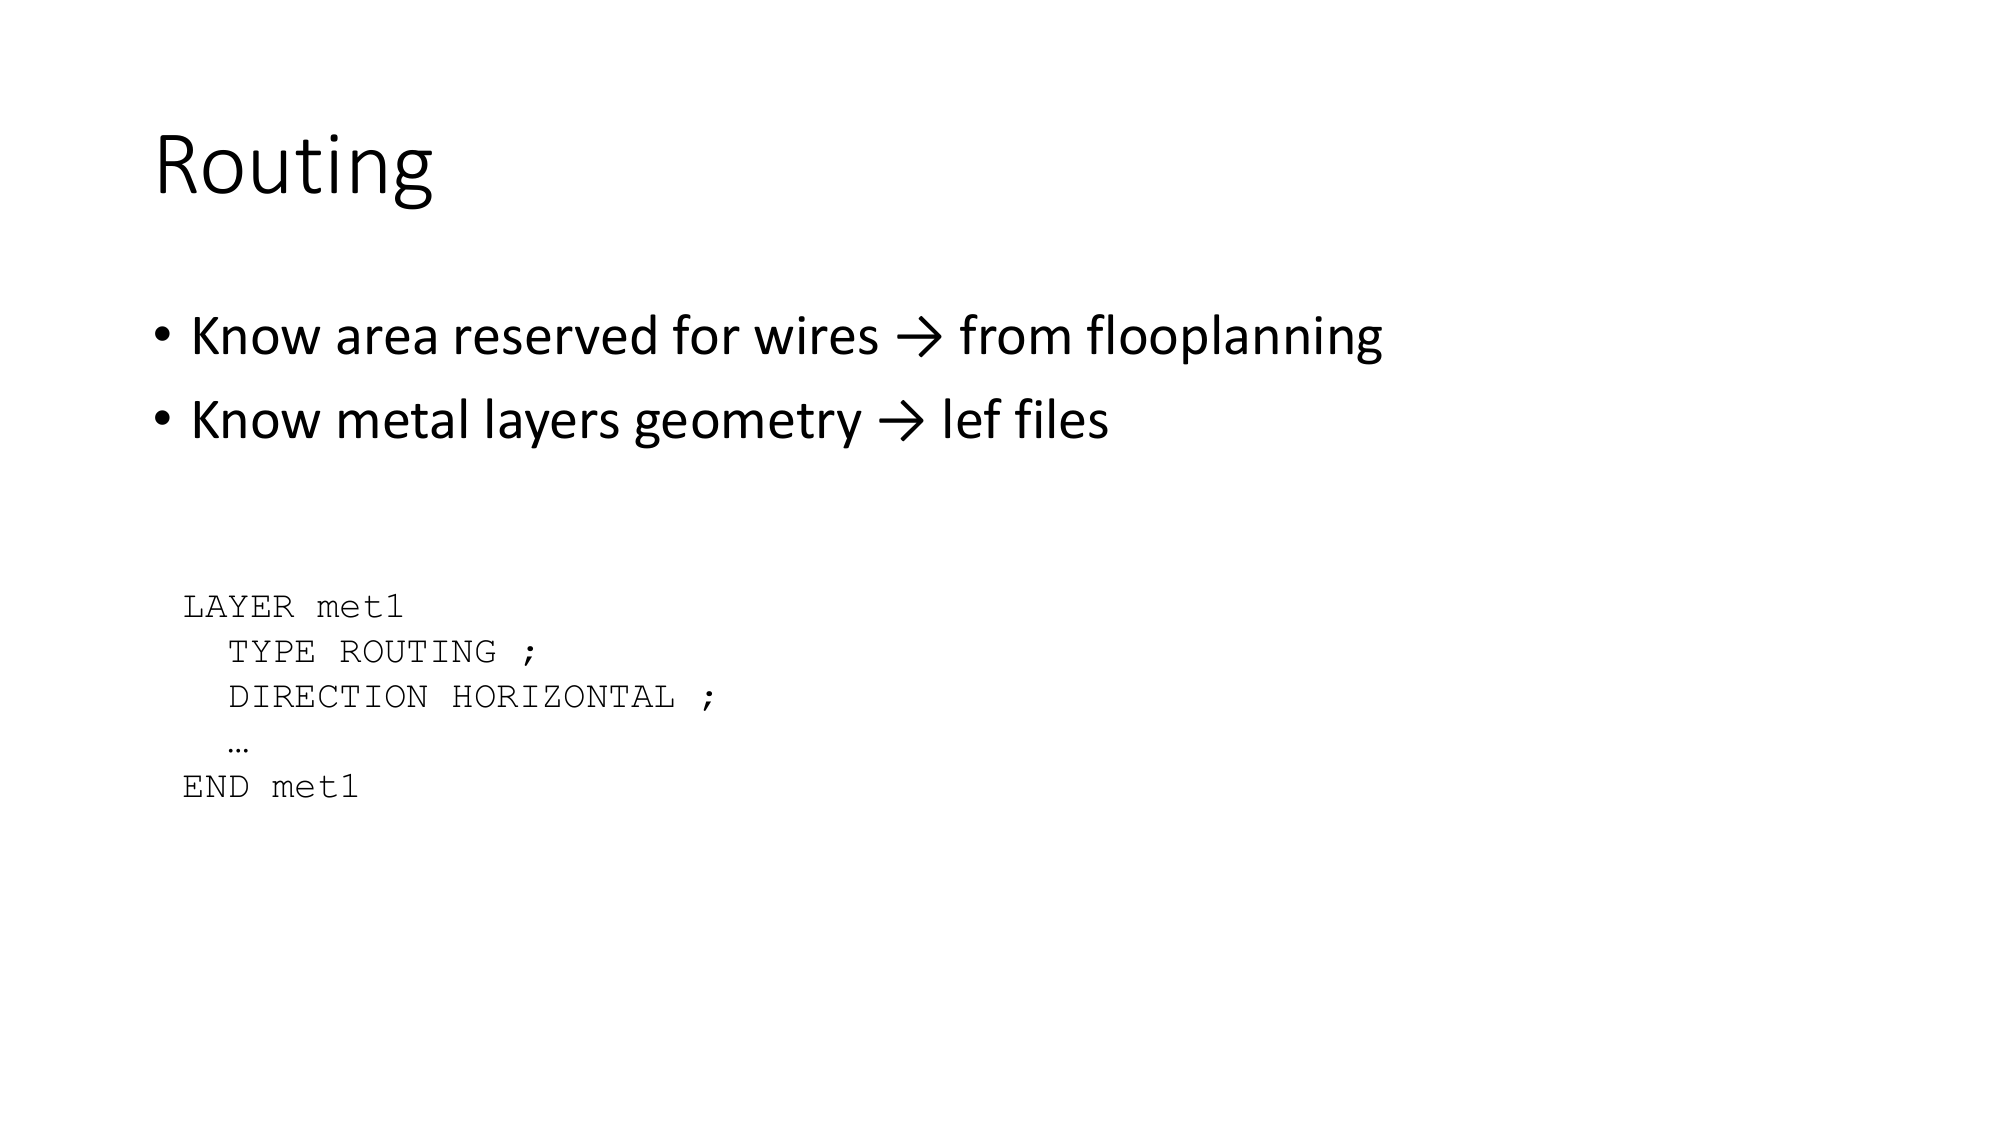 Routing
• Know area reserved for wires → from flooplanning
• Know metal layers geometry → lef files
LAYER met1
  TYPE ROUTING ;
  DIRECTION HORIZONTAL ;
  …
END met1